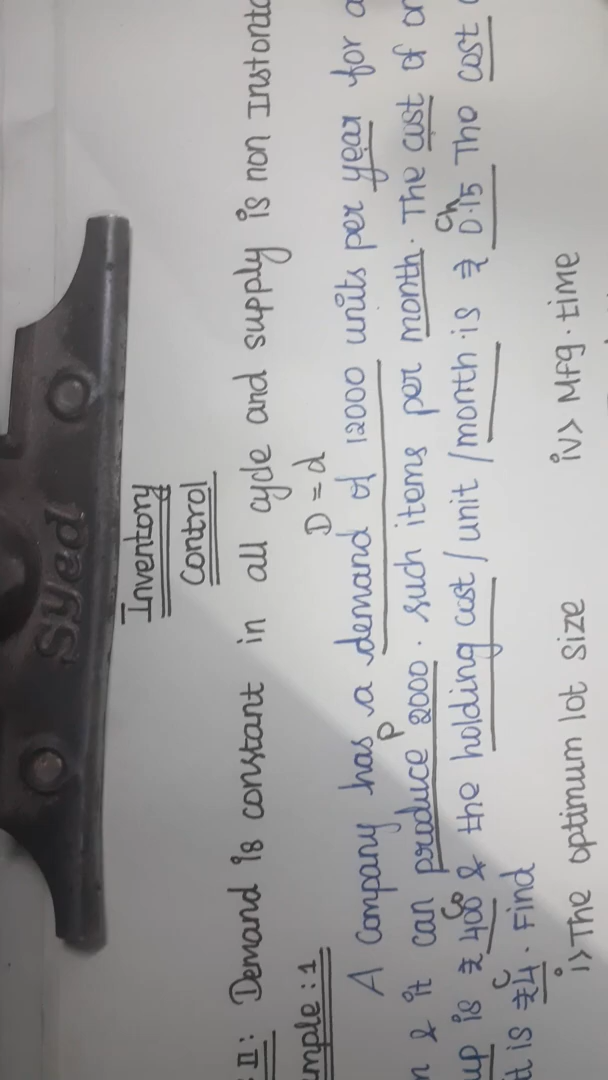 Syed
Inventory
Control
II: Demand is constant in all cycle and supply is non
D = d
A Company has a demand of 12000 units per year for a
& it can produce 2000. such items per month. The cost of
P
up is ₹ 400 & the holding cost / unit / month is ₹ 0.15 The cost
Co
Ch
is ₹4. Find
C
i> The optimum lot size iv> Mfg. time